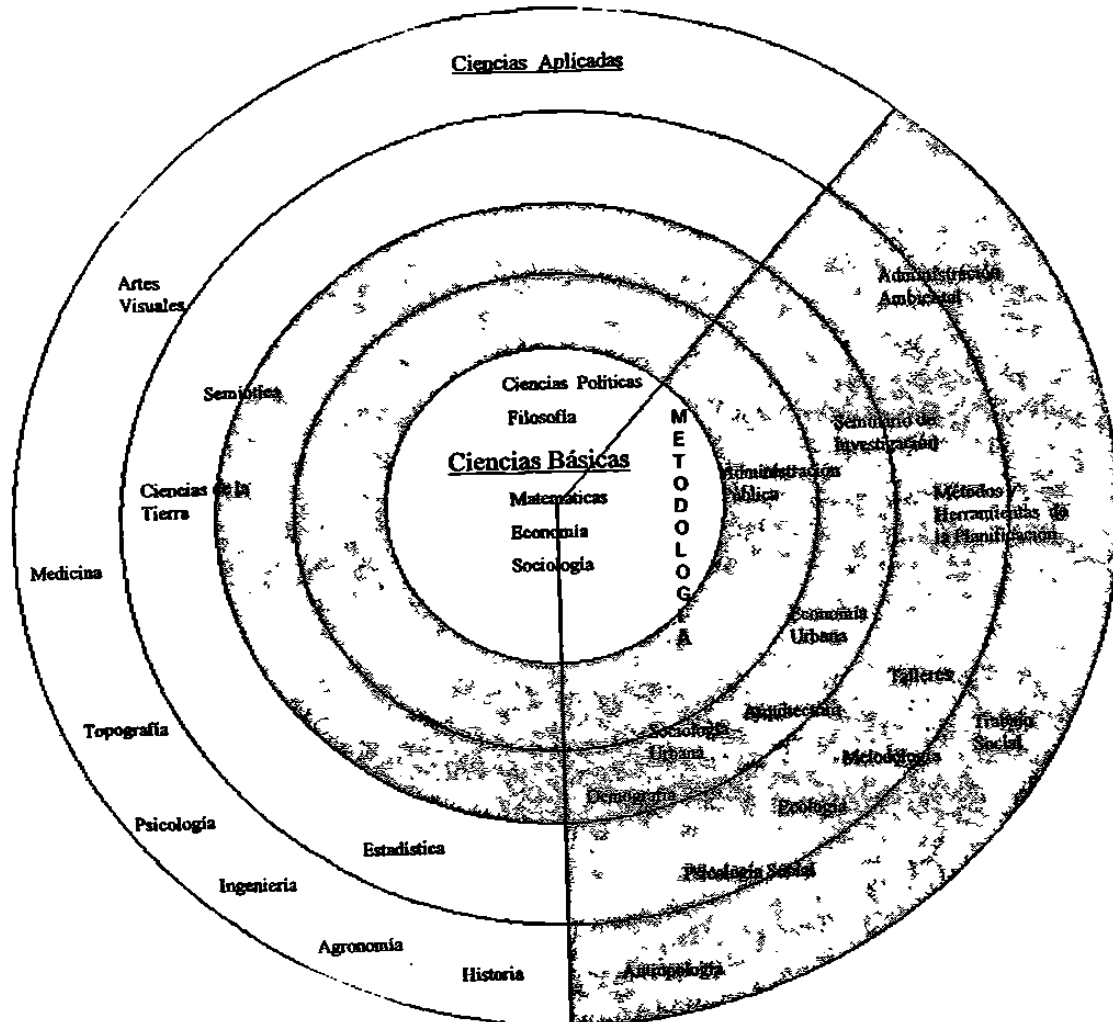 Ciencias Aplicadas
Artes
Visuales
Administración
Ambiental
Semiótica
Ciencias Políticas
Filosofía
METODOLOGIA
Seminario de
Investigación
Ciencias Básicas
Administración
Pública
Ciencias de la
Tierra
Matemáticas
Métodos y
Herramientas de
la Planificación
Economía
Sociología
Medicina
Economía
Urbana
Talleres
Arquitectura
Topografía
Sociología
Urbana
Trabajo
Social
Metodología
Demografía
Ecología
Psicología
Estadística
Psicología Social
Ingeniería
Agronomía
Historia
Antropología